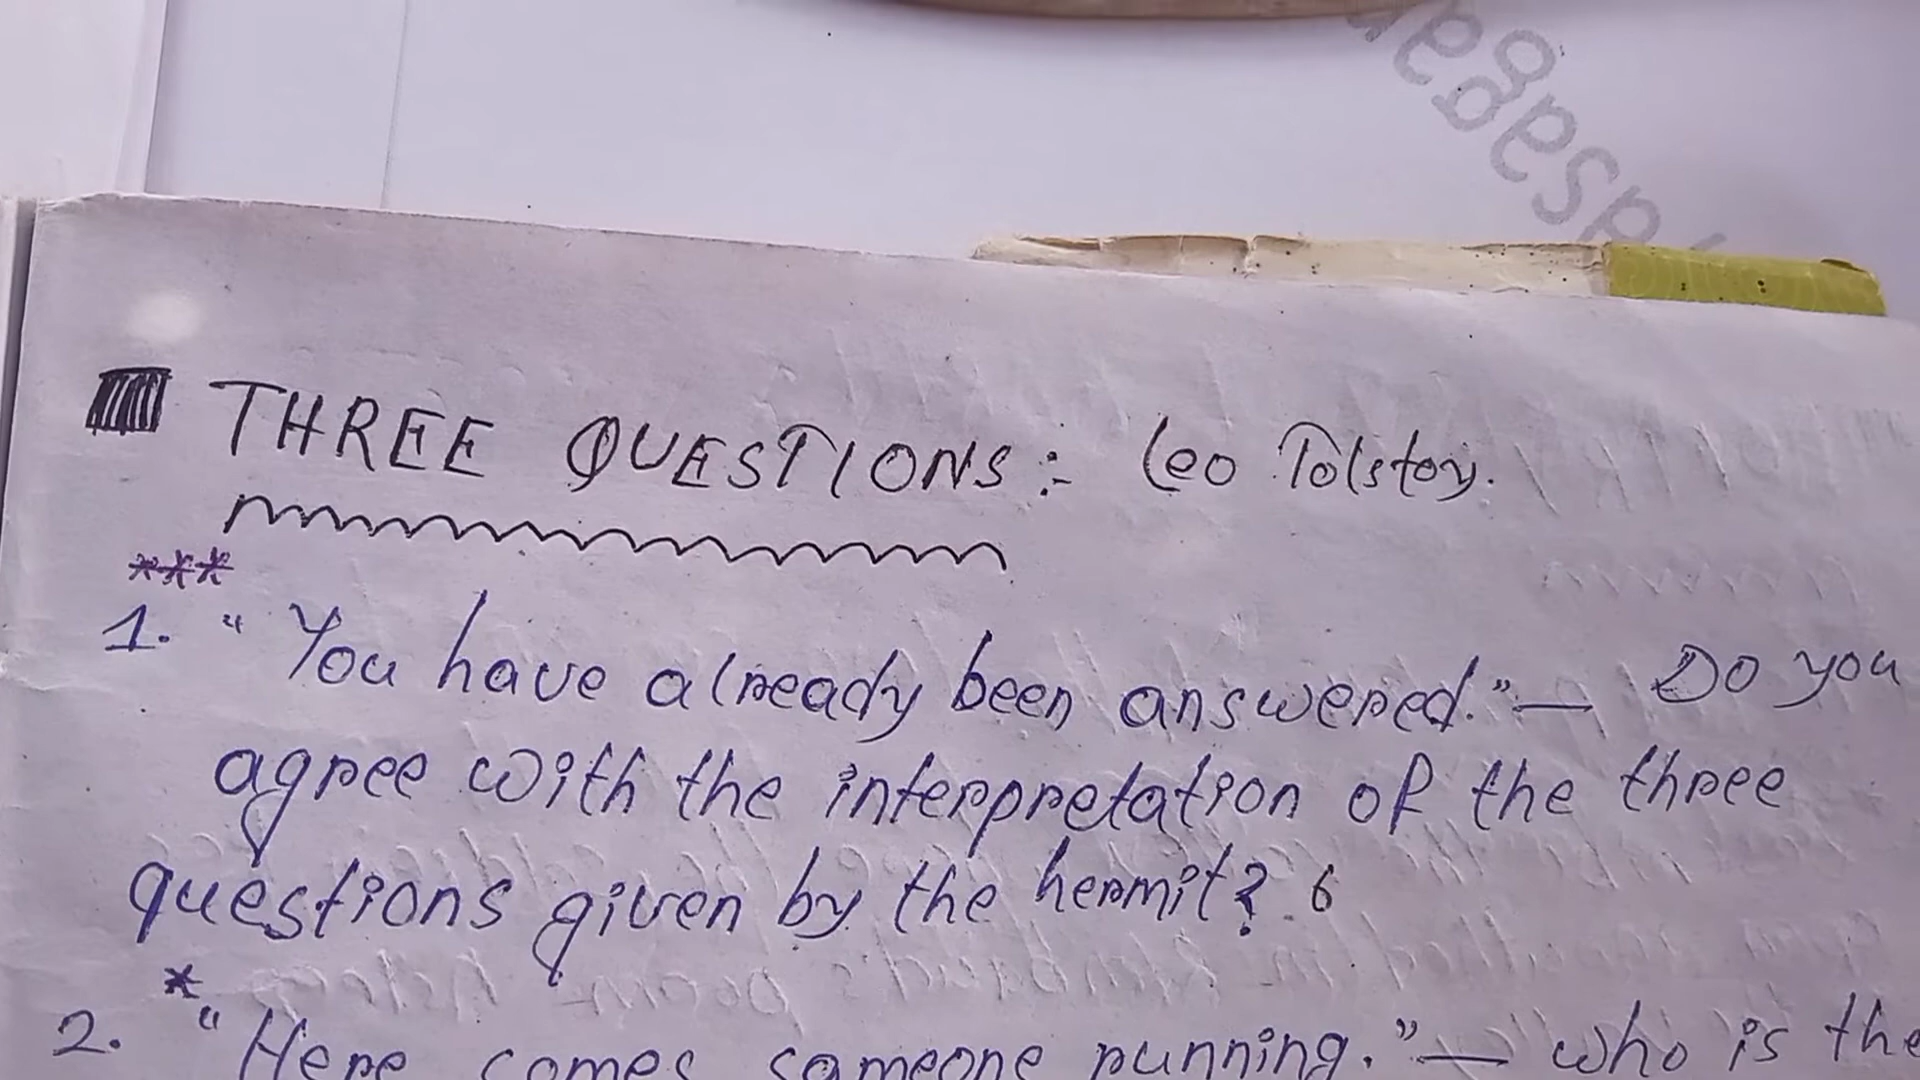 THREE QUESTIONS :- Leo Tolstoy.
***
1. "You have already been answered." — Do you
agree with the interpretation of the three
questions given by the hermit? 6
*
2. "Here comes someone running." — who is the